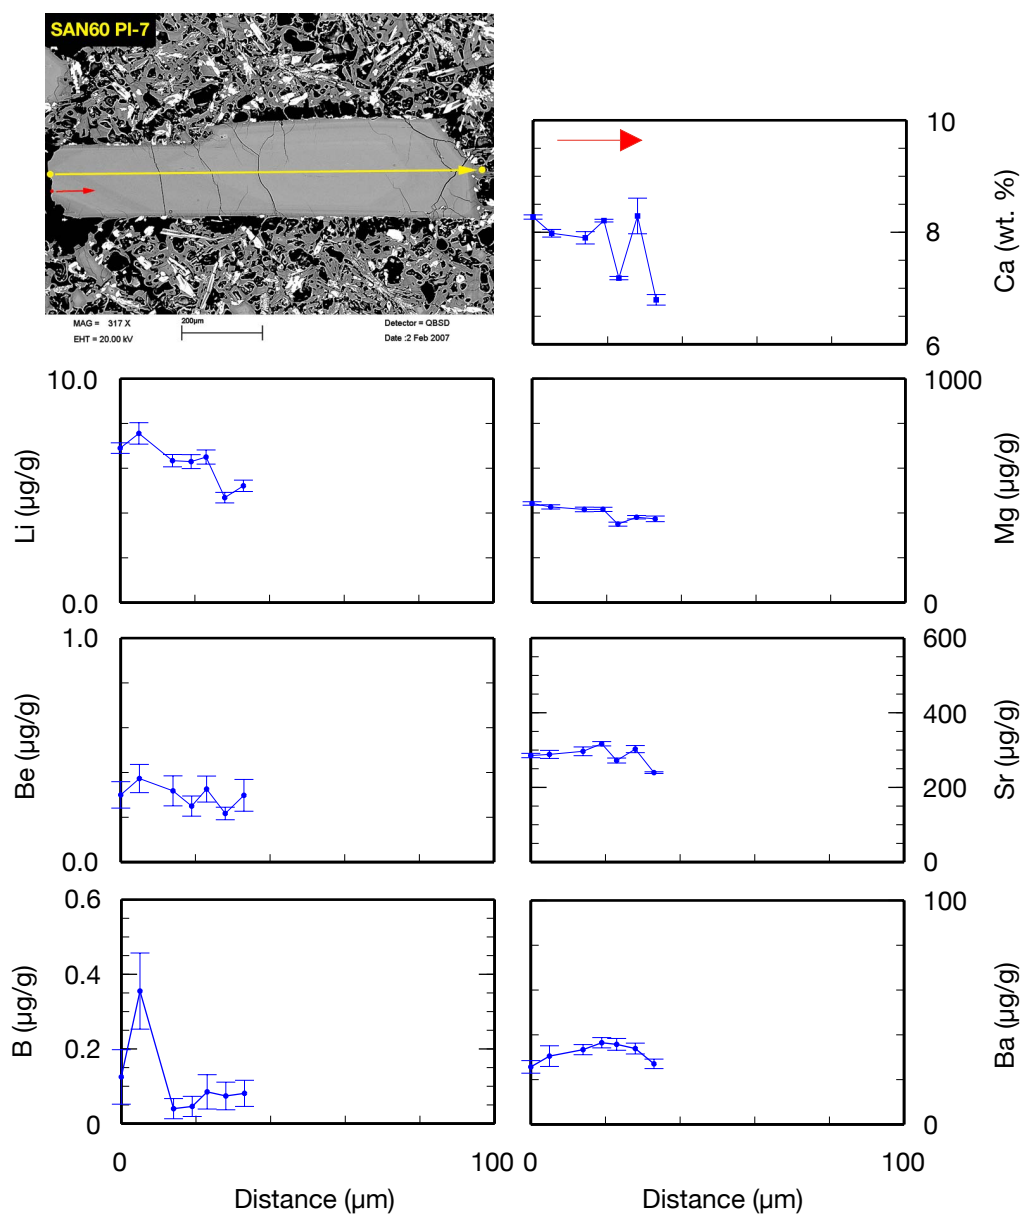 SAN60 PI-7
MAG = 317 X
200µm
Detector = QBSD
EHT = 20.00 kV
Date :2 Feb 2007
10
8
6
Ca (wt. %)
10.0
0.0
Li (µg/g)
1000
0
Mg (µg/g)
1.0
0.0
Be (µg/g)
600
400
200
0
Sr (µg/g)
0.6
0.4
0.2
0
B (µg/g)
100
0
Ba (µg/g)
0
100
0
100
Distance (µm)
Distance (µm)